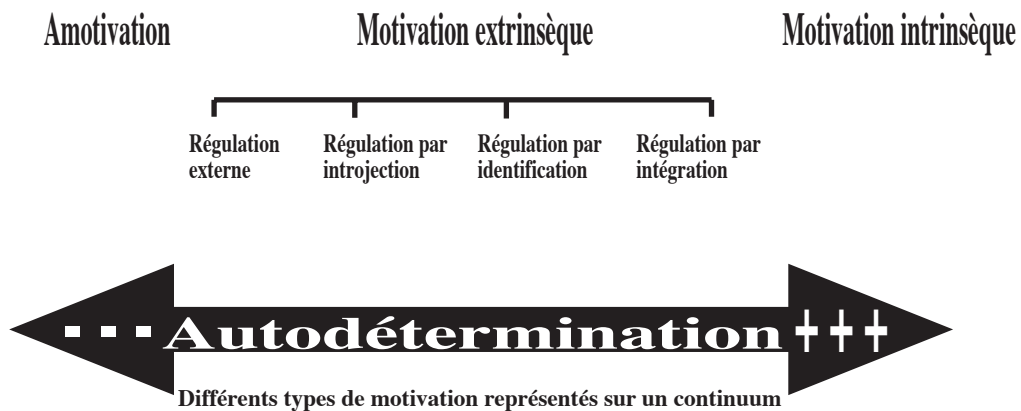 Amotivation Motivation extrinsèque Motivation intrinsèque
Régulation externe
Régulation par introjection
Régulation par identification
Régulation par intégration
- - - Autodétermination +++
Différents types de motivation représentés sur un continuum